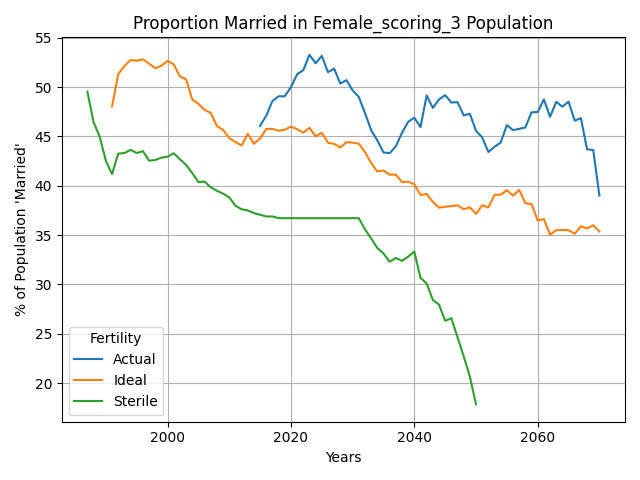 Proportion Married in Female_scoring_3 Population
% of Population 'Married'
55
50
45
40
35
30
25
20
Fertility
Actual
Ideal
Sterile
2000 2020 2040 2060
Years